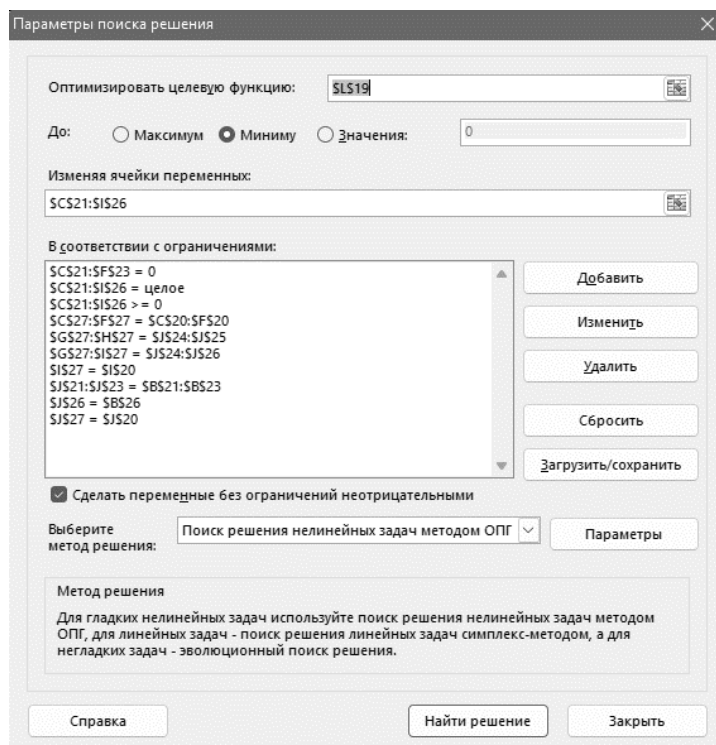 Параметры поиска решения
Оптимизировать целевую функцию: $L$19
До: Максимум Миниму Значения: 0
Изменяя ячейки переменных:
$C$21:$I$26
В соответствии с ограничениями:
$C$21:$F$23 = 0
$C$21:$I$26 = целое
$C$21:$I$26 >= 0
$C$27:$F$27 = $C$20:$F$20
$G$27:$H$27 = $J$24:$J$25
$G$27:$I$27 = $J$24:$J$26
$I$27 = $I$20
$J$21:$J$23 = $B$21:$B$23
$J$26 = $B$26
$J$27 = $J$20
Добавить
Изменить
Удалить
Сбросить
Загрузить/сохранить
Сделать переменные без ограничений неотрицательными
Выберите
метод решения:
Поиск решения нелинейных задач методом ОПГ
Параметры
Метод решения
Для гладких нелинейных задач используйте поиск решения нелинейных задач методом
ОПГ, для линейных задач - поиск решения линейных задач симплекс-методом, а для
негладких задач - эволюционный поиск решения.
Справка
Найти решение
Закрыть